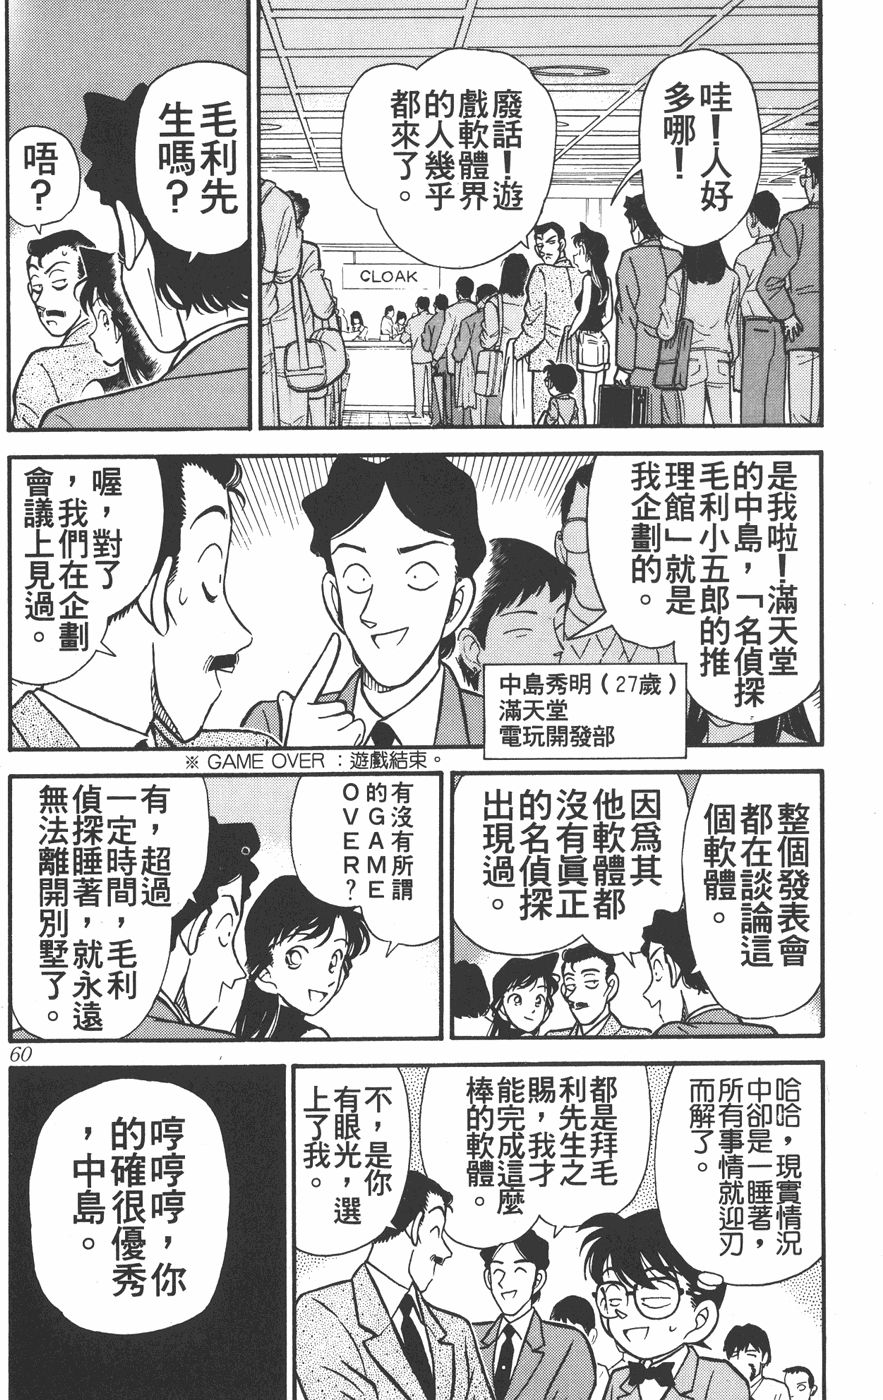 哇！人好
多哪！
廢話！遊
戲軟體界
的人幾乎
都來了。
CLOAK
毛利先
生嗎？
唔？
是我啦！滿天堂
的中島，「名偵探
毛利小五郎的推
理館」就是
我企劃的。
中島秀明（27歲）
滿天堂
電玩開發部
喔，對了
，我們在企劃
會議上見過。
※ GAME OVER：遊戲結束。
整個發表會
都在談論這
個軟體。
因為其
他軟體都
沒有真正
的名偵探
出現過。
有沒有所謂
的GAME
OVER？
有，超過
一定時間，毛利
偵探睡著，就永遠
無法離開別墅了。
60
哈哈，現實情況
中卻是一睡著，
所有事情就迎刃
而解了。
都是拜毛
利先生之
賜，我才
能完成這麼
棒的軟體。
不，是你
有眼光，選
上了我。
哼哼哼，你
的確很優秀
，中島。